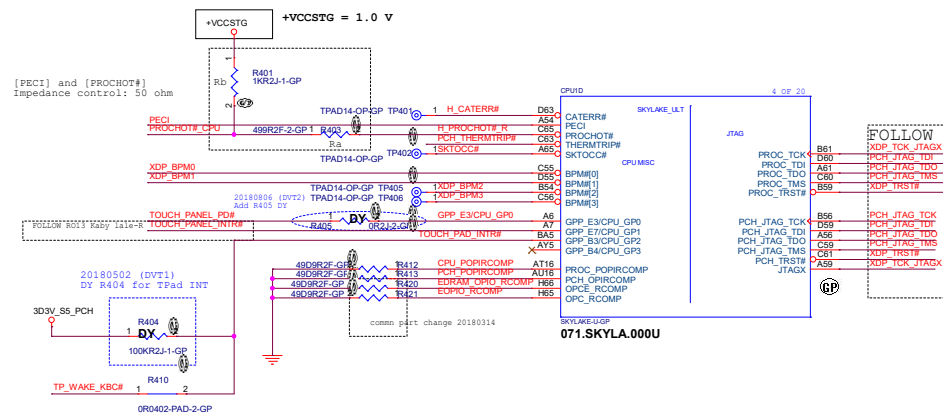 +VCCSTG
+VCCSTG = 1.0 V
[PECI] and [PROCHOT#]
Impedance control: 50 ohm
1
Rb
R401
1KR2J-1-GP
2
PECI
PROCHOT#_CPU
499R2F-2-GP
1
R403
Ra
TPAD14-OP-GP
TP401
1
H_CATERR#
H_PROCHOT#_R
PCH_THERMTRIP#
TPAD14-OP-GP
TP402
1
SKTOCC#
XDP_BPM0
XDP_BPM1
TPAD14-OP-GP
TP405
1
XDP_BPM2
TPAD14-OP-GP
TP406
1
XDP_BPM3
20180806 (DVT2)
Add R405 DY
TOUCH_PANEL_PD#
TOUCH_PANEL_INTR#
FOLLOW RO13 Kaby lale-R
R405
DY
0R2J-2-GP
GPP_E3/CPU_GP0
TOUCH_PAD_INTR#
20180502 (DVT1)
DY R404 for TPad INT
3D3V_S5_PCH
R404
DY
100KR2J-1-GP
TP_WAKE_KBC#
R410
1
2
0R0402-PAD-2-GP
49D9R2F-GP
R412
CPU_POPIRCOMP
49D9R2F-GP
R413
PCH_POPIRCOMP
49D9R2F-GP
R420
EDRAM_OPIO_RCOMP
49D9R2F-GP
R421
EOPIO_RCOMP
commn part change 20180314
CPU1D
4 OF 20
SKYLAKE_ULT
CPU MISC
JTAG
D63
CATERR#
A54
PECI
C65
PROCHOT#
C63
THERMTRIP#
A65
SKTOCC#
C55
BPM#[0]
D55
BPM#[1]
B54
BPM#[2]
C56
BPM#[3]
A6
GPP_E3/CPU_GP0
A7
GPP_E7/CPU_GP1
BA5
GPP_B3/CPU_GP2
AY5
GPP_B4/CPU_GP3
AT16
PROC_POPIRCOMP
AU16
PCH_OPIRCOMP
H66
OPCE_RCOMP
H65
OPC_RCOMP
PROC_TCK
B61
PROC_TDI
D60
PROC_TDO
A61
PROC_TMS
C60
PROC_TRST#
B59
PCH_JTAG_TCK
B56
PCH_JTAG_TDI
D59
PCH_JTAG_TDO
A56
PCH_JTAG_TMS
C59
PCH_TRST#
C61
JTAGX
A59
SKYLAKE-U-GP
071.SKYLA.000U
GP
FOLLOW
XDP_TCK_JTAGX
PCH_JTAG_TDI
PCH_JTAG_TDO
PCH_JTAG_TMS
XDP_TRST#
PCH_JTAG_TCK
PCH_JTAG_TDI
PCH_JTAG_TDO
PCH_JTAG_TMS
XDP_TRST#
XDP_TCK_JTAGX